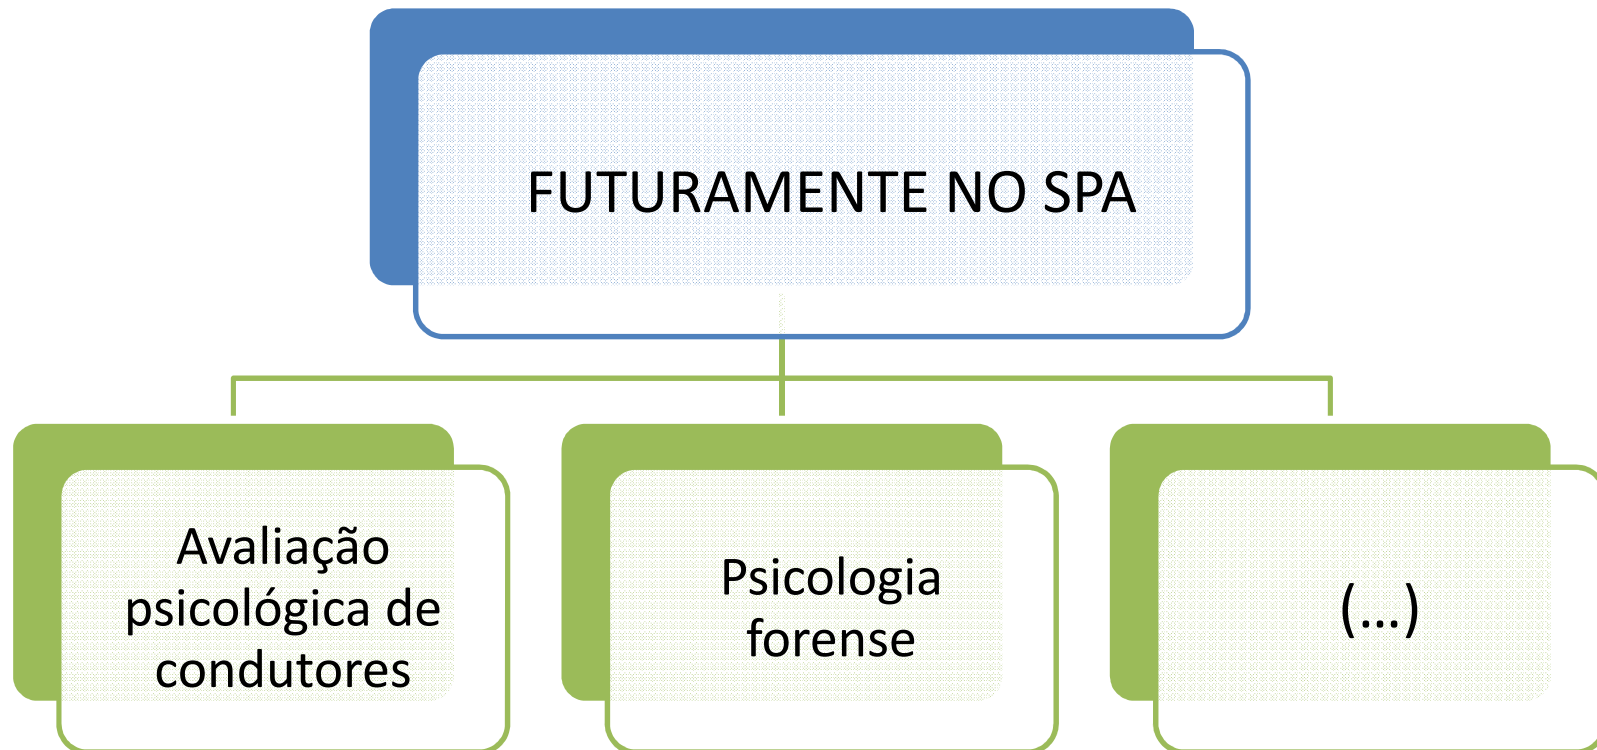 FUTURAMENTE NO SPA
Avaliação
psicológica de
condutores
Psicologia
forense
(...)